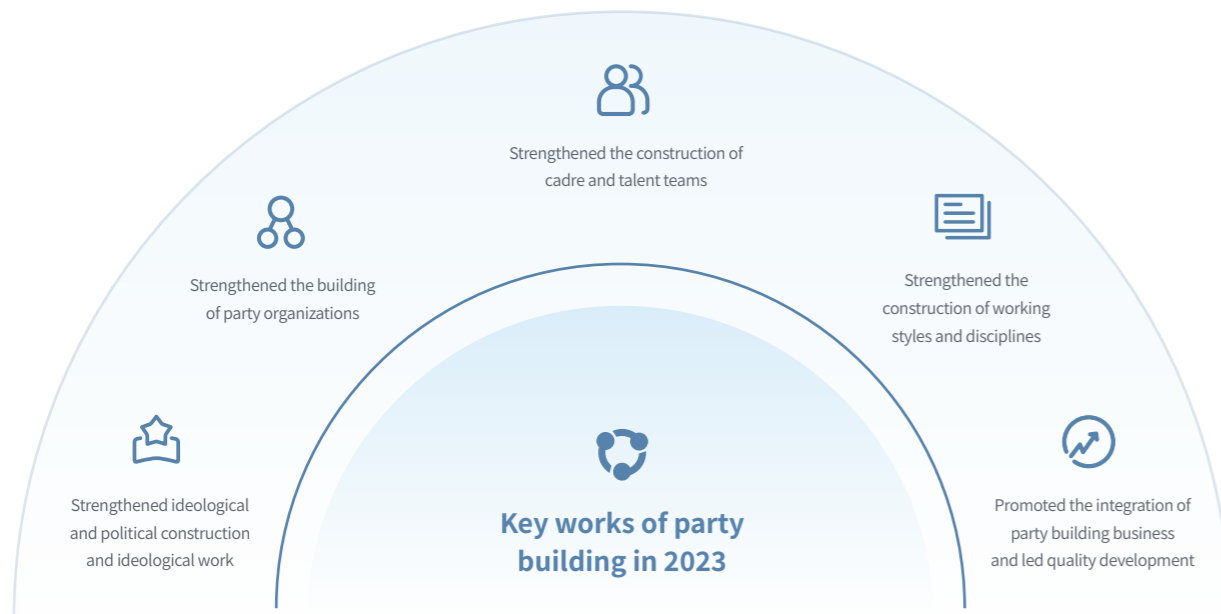 Strengthened the construction of
cadre and talent teams
Strengthened the building
of party organizations
Strengthened the
construction of working
styles and disciplines
Strengthened ideological
and political construction
and ideological work
Key works of party
building in 2023
Promoted the integration of
party building business
and led quality development